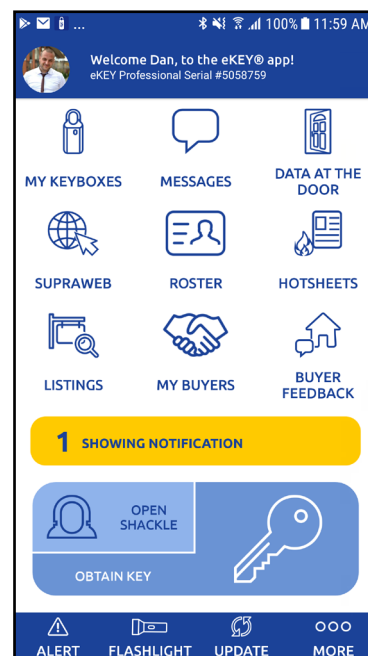 ... 100% 11:59 AM
Welcome Dan, to the eKEY® app!
eKEY Professional Serial #5058759
MY KEYBOXES MESSAGES DATA AT THE
DOOR
SUPRAWEB ROSTER HOTSHEETS
LISTINGS MY BUYERS BUYER
FEEDBACK
1 SHOWING NOTIFICATION
OPEN
SHACKLE
OBTAIN KEY
ALERT FLASHLIGHT UPDATE MORE